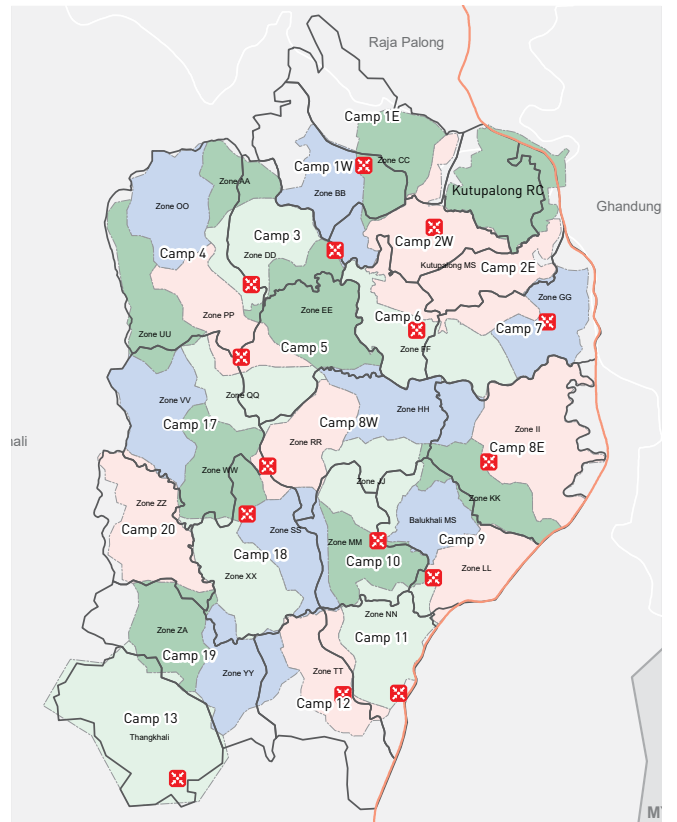 Raja Palong
Camp 1E
Camp 1W
Zone CC
Zone AA
Kutupalong RC
Zone BB
Zone OO
Ghandung
Camp 3
Camp 2W
Camp 4
Zone DD
Kutupalong MS
Camp 2E
Zone GG
Zone EE
Zone PP
Camp 6
Camp 7
Zone UU
Camp 5
Zone FF
Zone QQ
Zone VV
Zone HH
Camp 17
Camp 8W
Zone II
hali
Zone RR
Camp 8E
Zone WW
Zone JJ
Zone KK
Zone ZZ
Balukhali MS
Camp 20
Zone SS
Zone MM
Camp 9
Camp 18
Camp 10
Zone LL
Zone XX
Zone NN
Zone ZA
Camp 11
Camp 19
Zone YY
Zone TT
Camp 12
Camp 13
Thangkhali